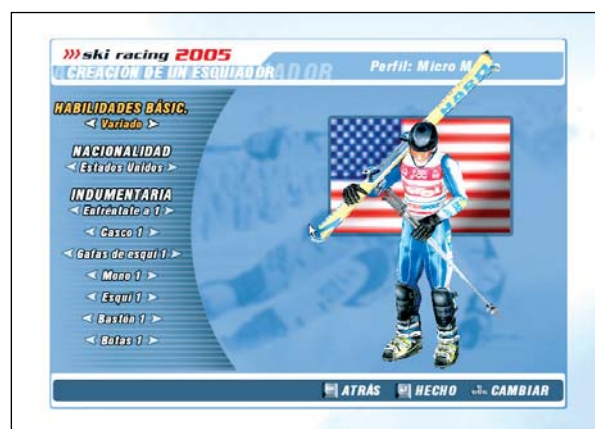 ski racing 2005
CREACIÓN DE UN ESQUIADOR
Perfil: Micro
HABILIDADES BÁSIC.
< Variado >
NACIONALIDAD
< Estados Unidos >
INDUMENTARIA
< Enfréntate a 1 >
< Casco 1 >
< Gafas de esquí 1 >
< Mono 1 >
< Esquí 1 >
< Bastón 1 >
< Botas 1 >
ATRÁS HECHO CAMBIAR